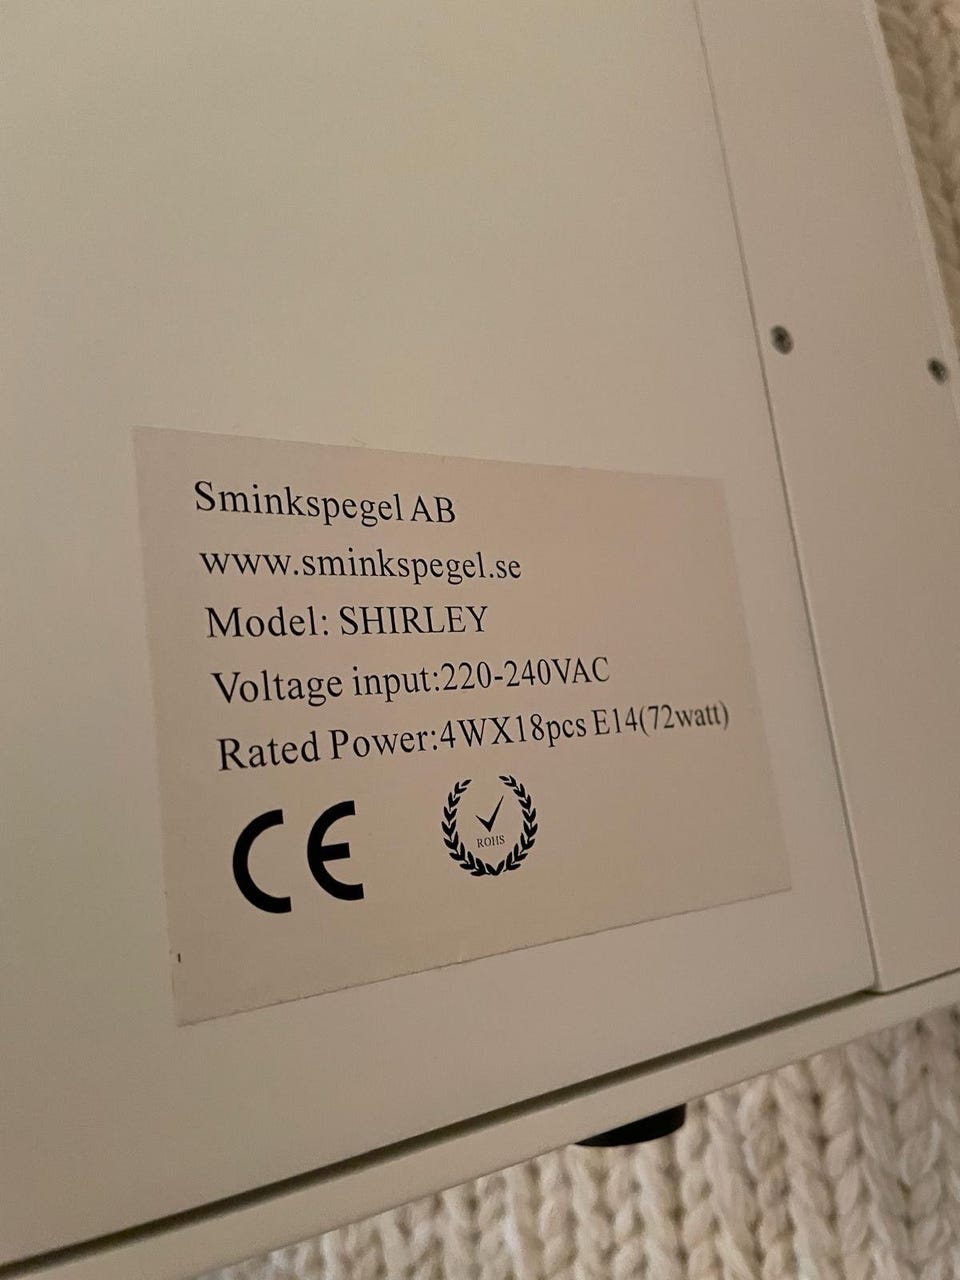 Sminkspegel AB
www.sminkspegel.se
Model: SHIRLEY
Voltage input:220-240VAC
Rated Power:4WX18pcs E14(72watt)
CE
ROHS